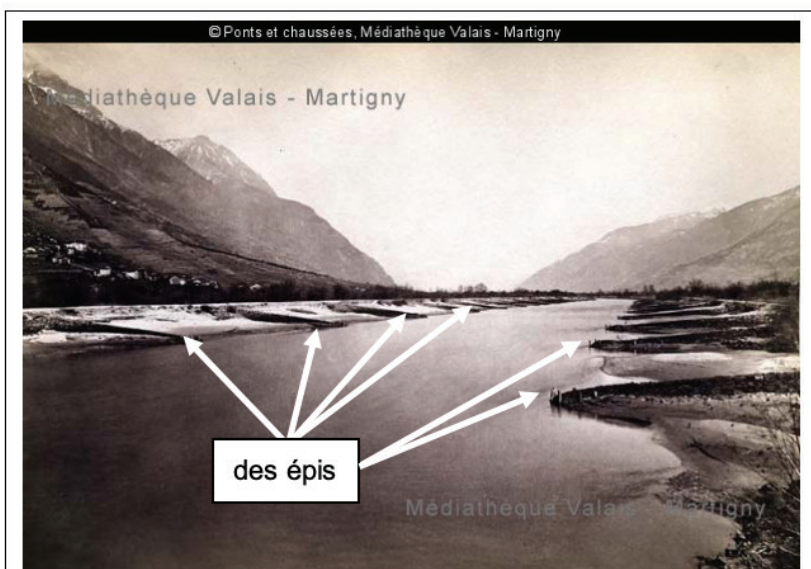 © Ponts et chaussées, Médiathèque Valais - Martigny
Médiathèque Valais - Martigny
des épis
Médiathèque Valais - Martigny